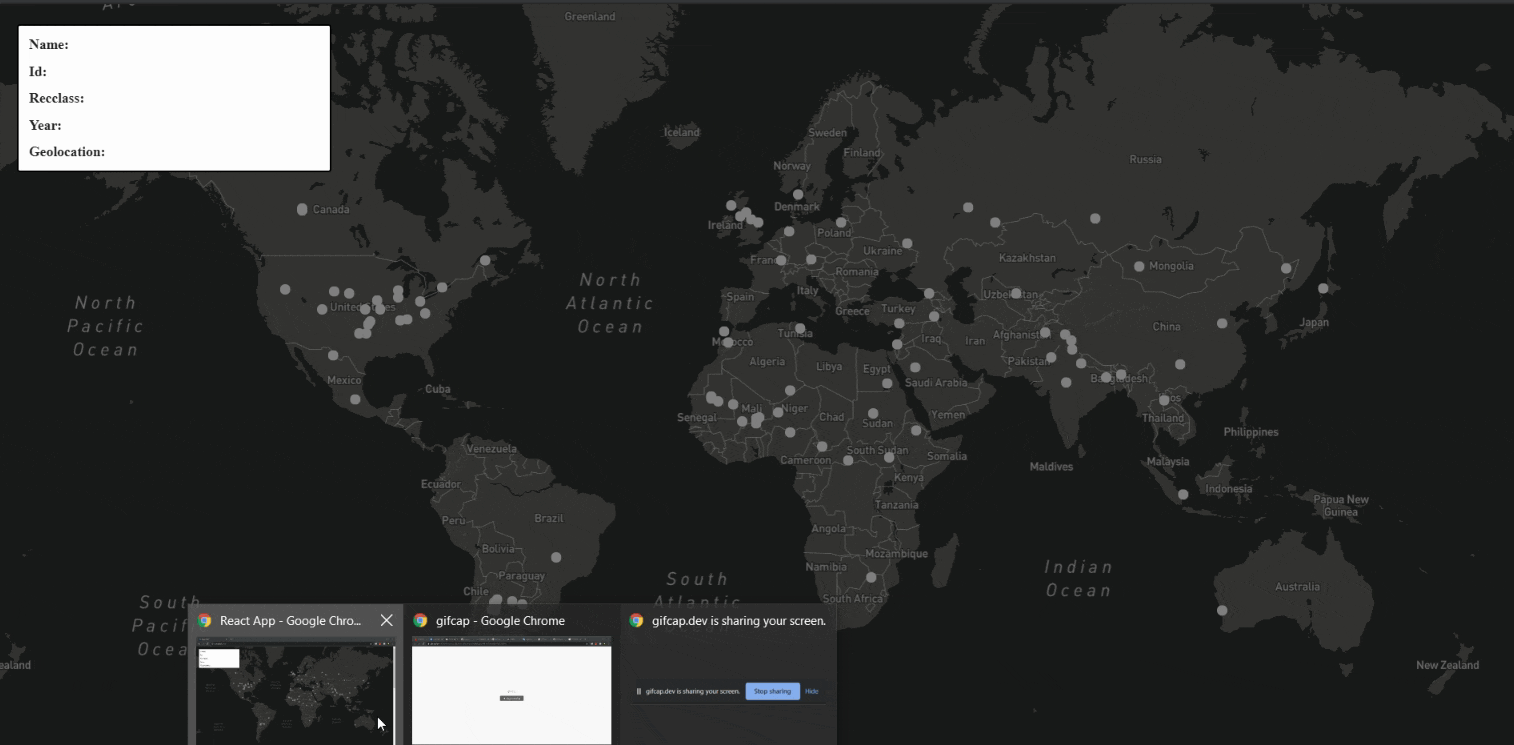 Greenland
Name:
Id:
Recclass:
Year:
Geolocation:
Iceland
Sweden
Finland
Norway
Russia
Canada
Denmark
Ireland
Poland
Ukraine
France
Kazakhstan
Mongolia
Romania
North
Atlantic
Ocean
Italy
Spain
Uzbekistan
North
Pacific
Ocean
United States
Greece
Turkey
Japan
China
Tunisia
Morocco
Iraq
Iran
Afghanistan
Algeria
Libya
Egypt
Pakistan
Mexico
Cuba
Saudi Arabia
Bangladesh
Laos
Senegal
Mali
Niger
Chad
Sudan
Yemen
Thailand
Philippines
Venezuela
Cameroon
South Sudan
Somalia
Maldives
Malaysia
Ecuador
Kenya
Indonesia
Papua New
Guinea
Tanzania
Peru
Brazil
Angola
Bolivia
Mozambique
Namibia
Indian
Ocean
Paraguay
Chile
South
Atlantic
South Africa
Australia
South
Pacif
Ocea
ealand
New Zealand
React App - Google Chro...
gifcap - Google Chrome
gifcap.dev is sharing your screen.
gifcap.dev is sharing your screen.
Stop sharing
Hide